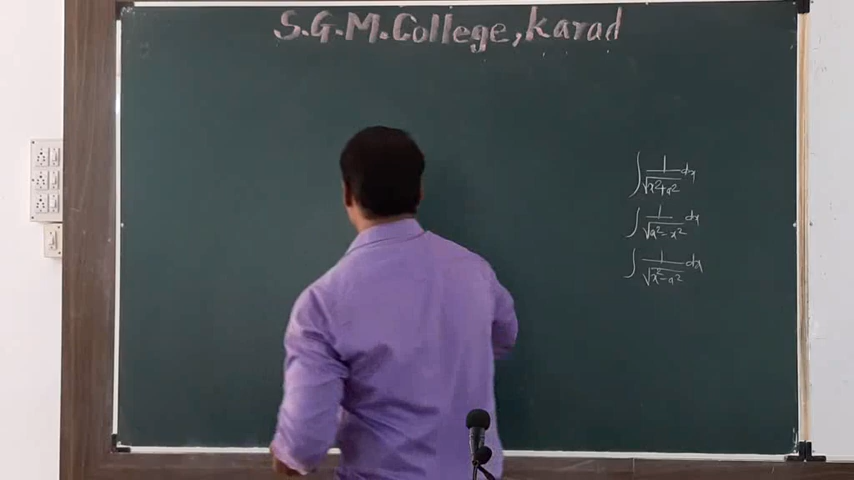 S.G.M.College,karad
∫ 1/√(x²+a²) dx
∫ 1/√(a²-x²) dx
∫ 1/√(x²-a²) dx